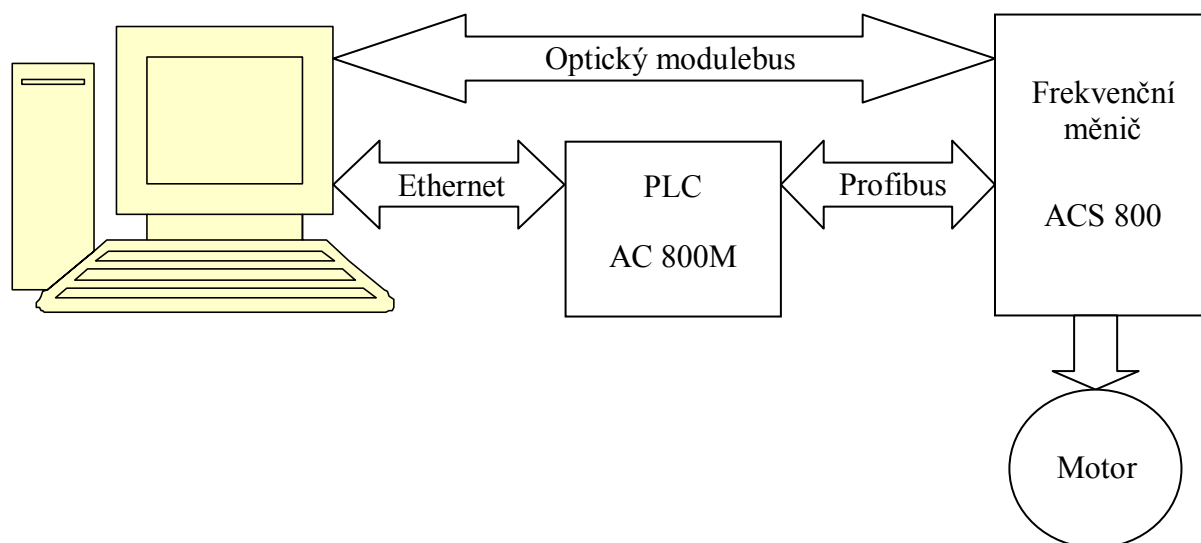 Optický modulebus
Frekvenční
měnič
ACS 800
Ethernet
PLC
AC 800M
Profibus
Motor